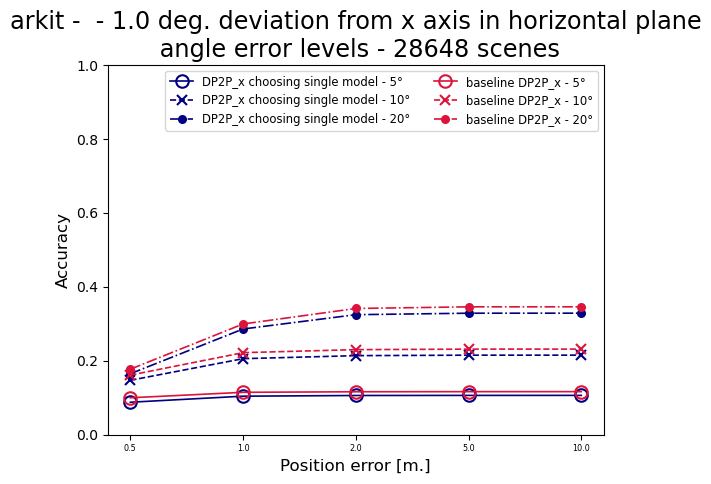 arkit -  - 1.0 deg. deviation from x axis in horizontal plane
angle error levels - 28648 scenes
DP2P_x choosing single model - 5°
DP2P_x choosing single model - 10°
DP2P_x choosing single model - 20°
baseline DP2P_x - 5°
baseline DP2P_x - 10°
baseline DP2P_x - 20°
Accuracy
1.0
0.8
0.6
0.4
0.2
0.0
0.5 1.0 2.0 5.0 10.0
Position error [m.]